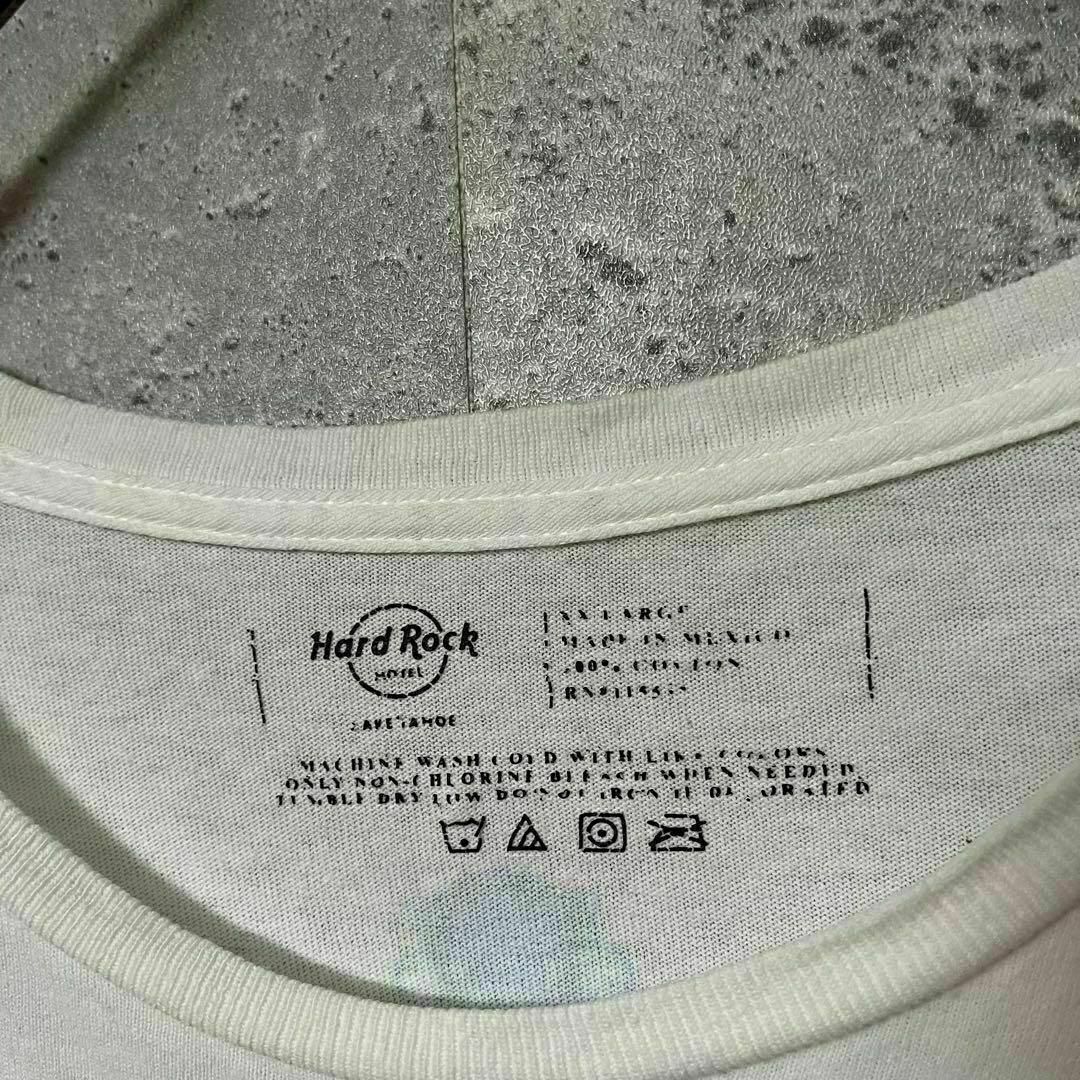 Hard Rock
HOTEL
LAKE TAHOE
XX LARGE
MADE IN MEXICO
100% COTTON
MACHINE WASH COLD WITH LIKE COLORS
ONLY NON-CHLORINE BLEACH WHEN NEEDED
TUMBLE DRY LOW DO NOT IRON IF DECORATED